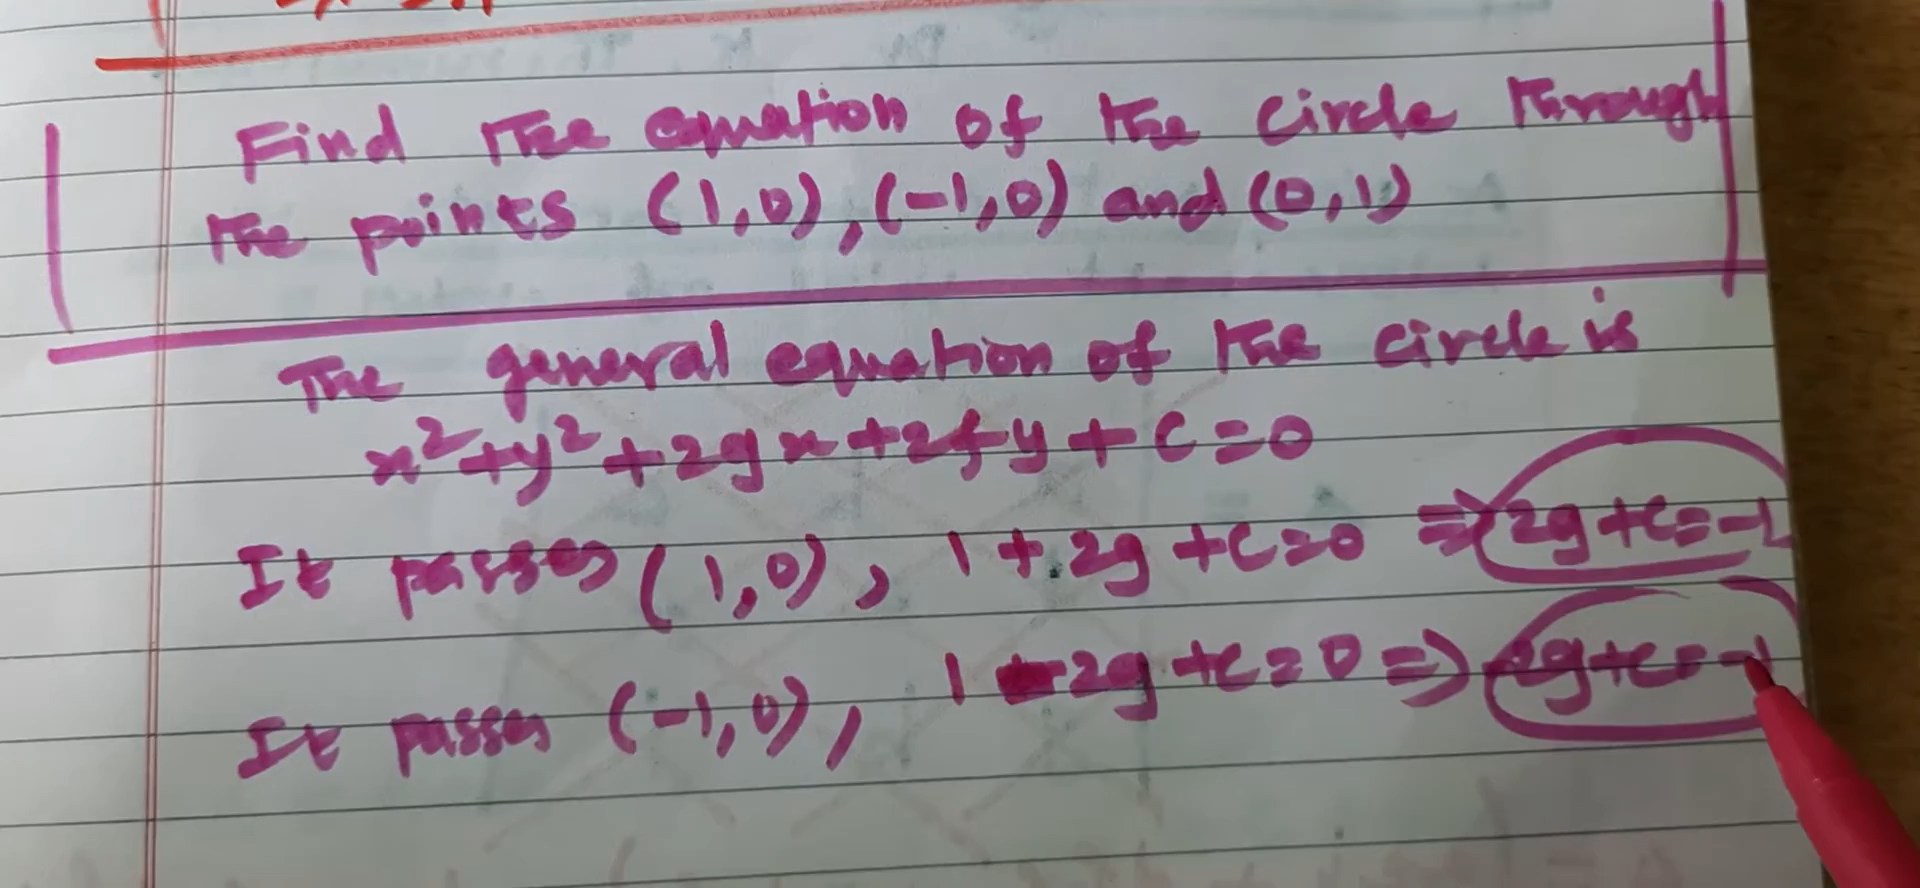 Find the equation of the circle through
the points (1,0), (-1,0) and (0,1)
The general equation of the circle is
x²+y²+2gx+2fy+c=0
It passes (1,0), 1+2g+c=0 ⇒ 2g+c=-1
It passes (-1,0), 1-2g+c=0 ⇒ -2g+c=-1